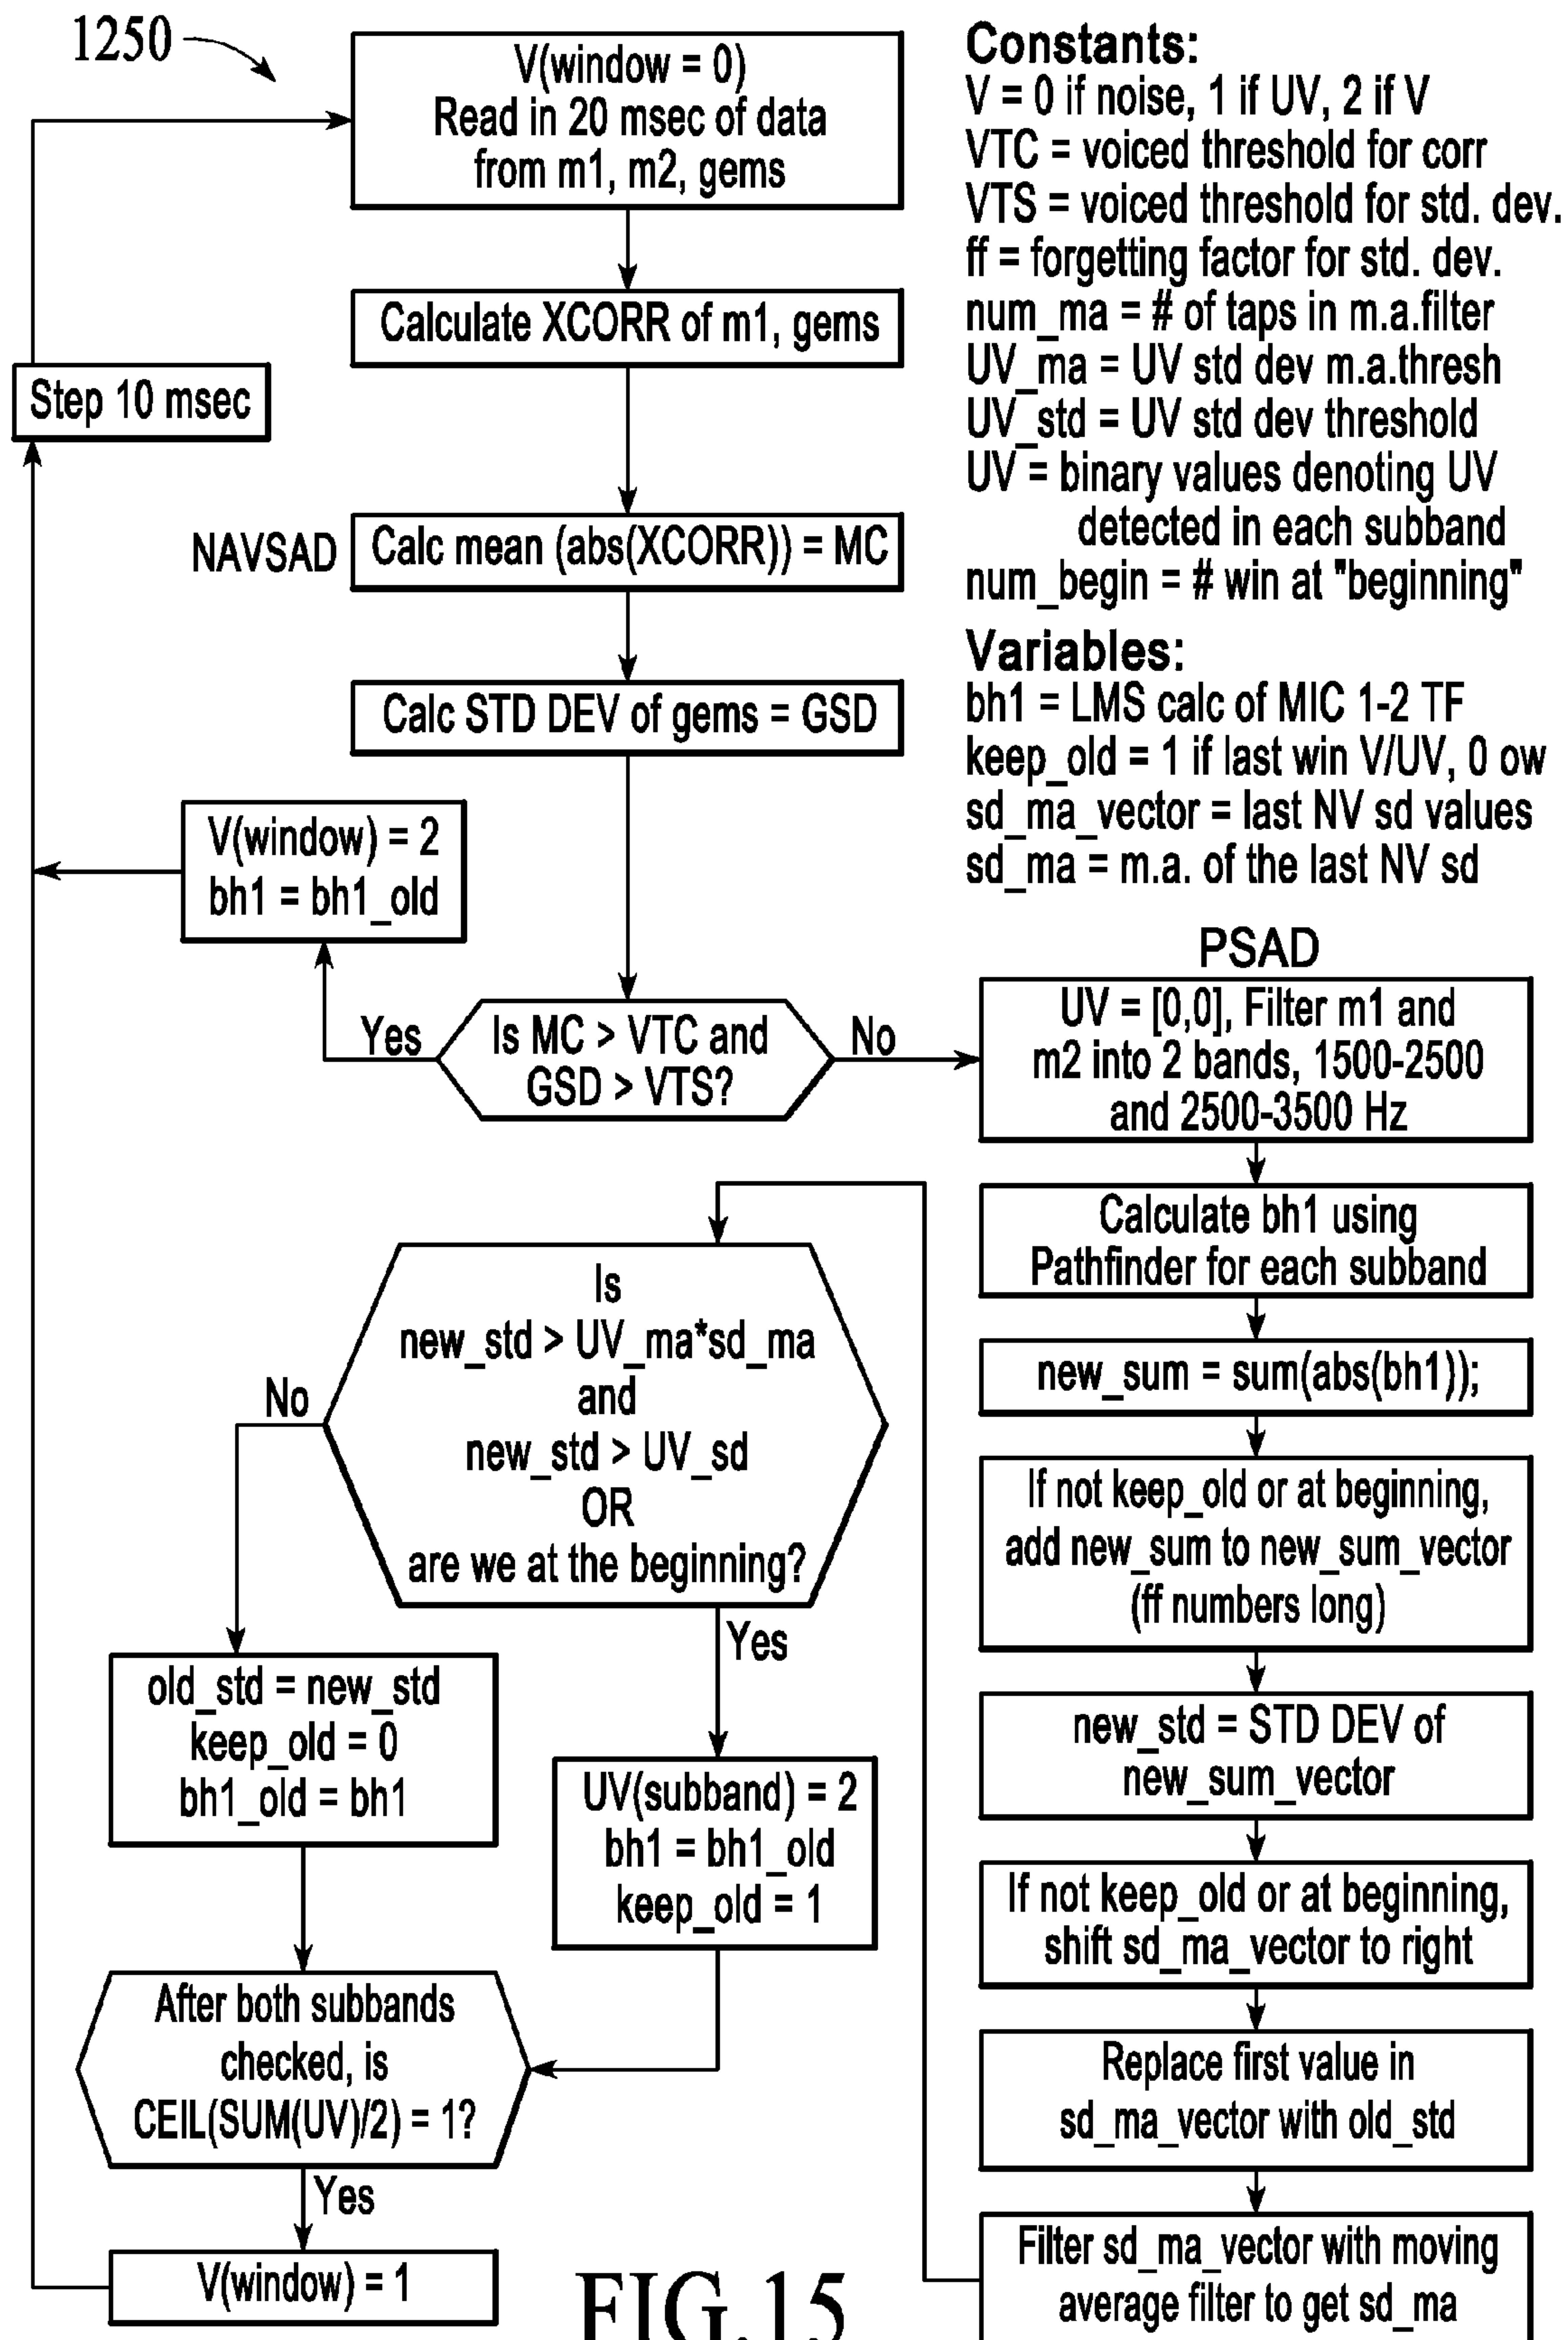 1250
V(window = 0)
Read in 20 msec of data
from m1, m2, gems
Calculate XCORR of m1, gems
Step 10 msec
NAVSAD
Calc mean (abs(XCORR)) = MC
Calc STD DEV of gems = GSD
V(window) = 2
bh1 = bh1_old
Yes
Is MC > VTC and
GSD > VTS?
No
Constants:
V = 0 if noise, 1 if UV, 2 if V
VTC = voiced threshold for corr
VTS = voiced threshold for std. dev.
ff = forgetting factor for std. dev.
num_ma = # of taps in m.a.filter
UV_ma = UV std dev m.a.thresh
UV_std = UV std dev threshold
UV = binary values denoting UV
detected in each subband
num_begin = # win at "beginning"
Variables:
bh1 = LMS calc of MIC 1-2 TF
keep_old = 1 if last win V/UV, 0 ow
sd_ma_vector = last NV sd values
sd_ma = m.a. of the last NV sd
PSAD
UV = [0,0], Filter m1 and
m2 into 2 bands, 1500-2500
and 2500-3500 Hz
Calculate bh1 using
Pathfinder for each subband
new_sum = sum(abs(bh1));
If not keep_old or at beginning,
add new_sum to new_sum_vector
(ff numbers long)
new_std = STD DEV of
new_sum_vector
If not keep_old or at beginning,
shift sd_ma_vector to right
Replace first value in
sd_ma_vector with old_std
Filter sd_ma_vector with moving
average filter to get sd_ma
Is
new_std > UV_ma*sd_ma
and
new_std > UV_sd
OR
are we at the beginning?
No
Yes
old_std = new_std
keep_old = 0
bh1_old = bh1
UV(subband) = 2
bh1 = bh1_old
keep_old = 1
After both subbands
checked, is
CEIL(SUM(UV)/2) = 1?
Yes
V(window) = 1
FIG.15